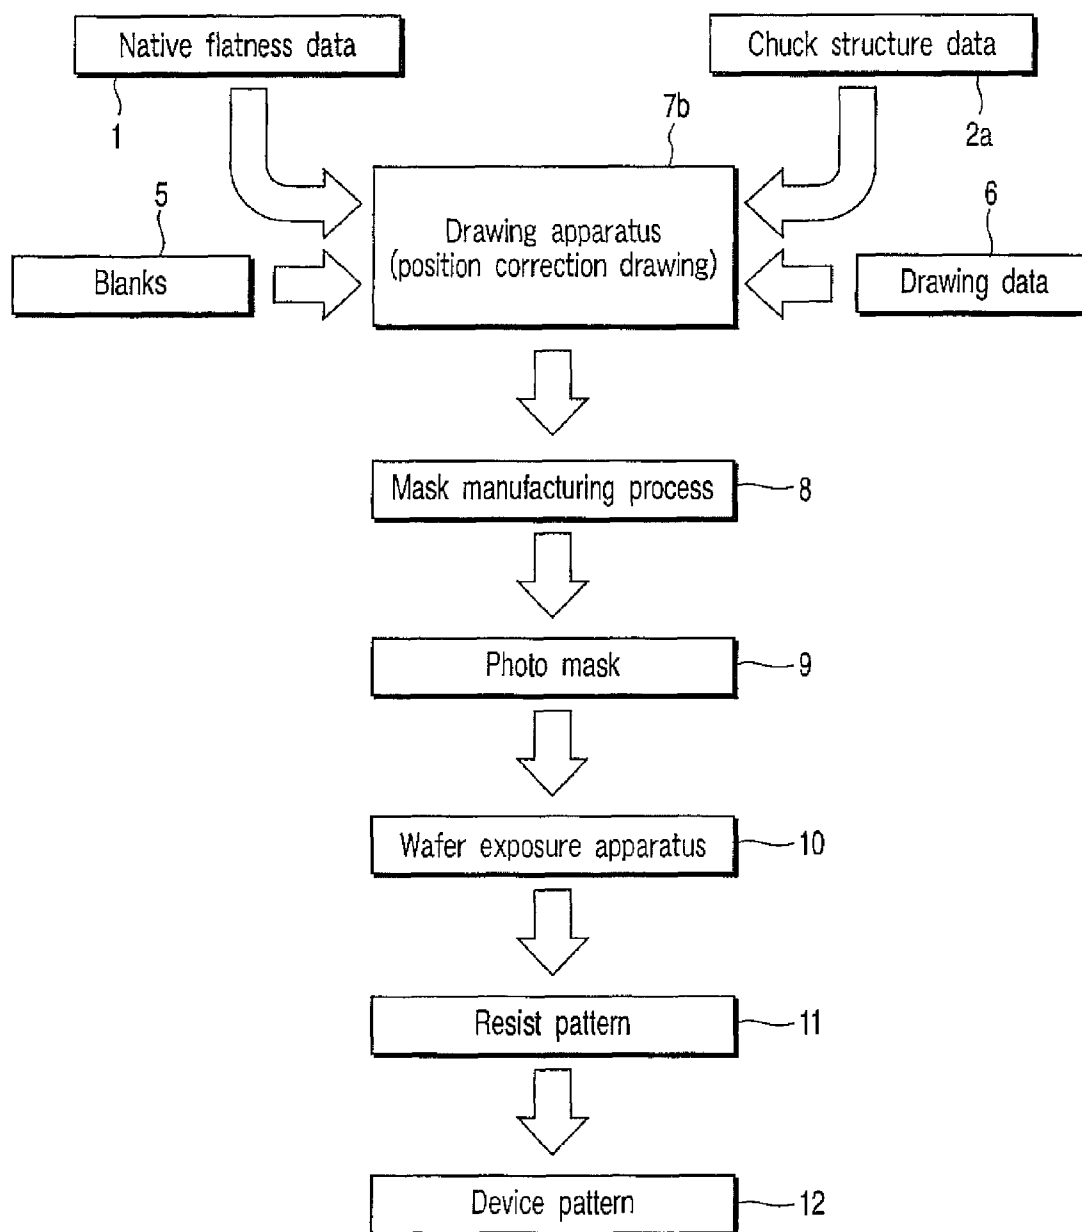 Native flatness data
Chuck structure data
1
7b
2a
5
6
Drawing apparatus
(position correction drawing)
Blanks
Drawing data
Mask manufacturing process
8
Photo mask
9
Wafer exposure apparatus
10
Resist pattern
11
Device pattern
12